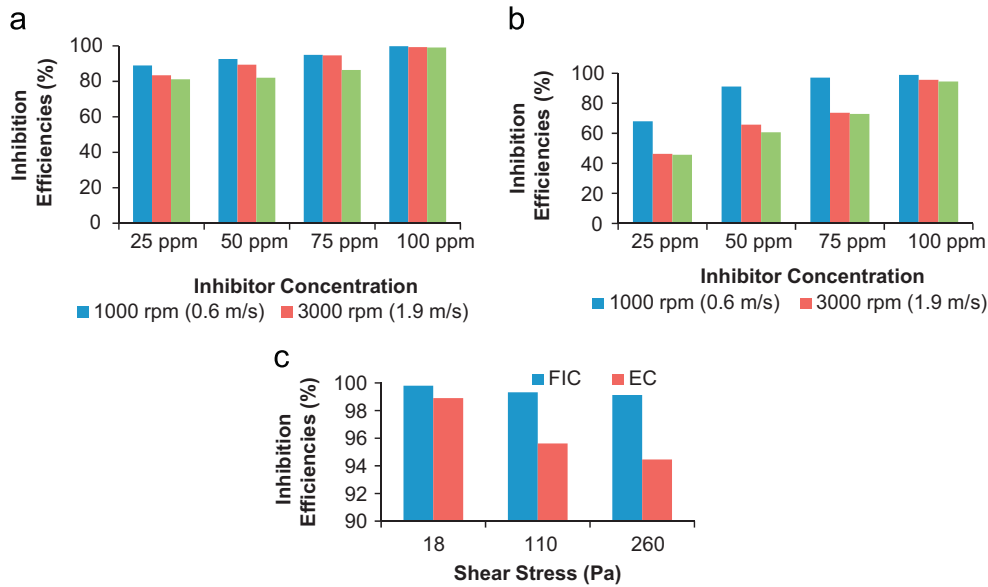 a
Inhibition
Efficiencies (%)
100
80
60
40
20
0
25 ppm 50 ppm 75 ppm 100 ppm
Inhibitor Concentration
1000 rpm (0.6 m/s) 3000 rpm (1.9 m/s)
b
Inhibition
Efficiencies (%)
100
80
60
40
20
0
25 ppm 50 ppm 75 ppm 100 ppm
Inhibitor Concentration
1000 rpm (0.6 m/s) 3000 rpm (1.9 m/s)
c
Inhibition
Efficiencies (%)
FIC EC
100
98
96
94
92
90
18 110 260
Shear Stress (Pa)